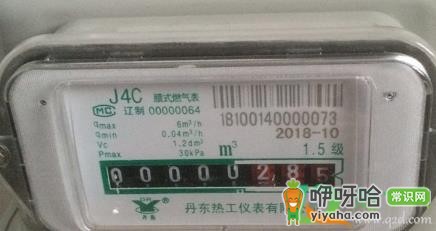 J4C 膜式燃气表
MC 辽制 00000064
qmax 6m³/h
qmin 0.04m³/h
Vc 1.2dm³
Pmax 30kPa
18100140000073
2018-10
m³ 1.5 级
00000285
丹东热工仪表有限
咿呀哈 常识网
yiyaha.com